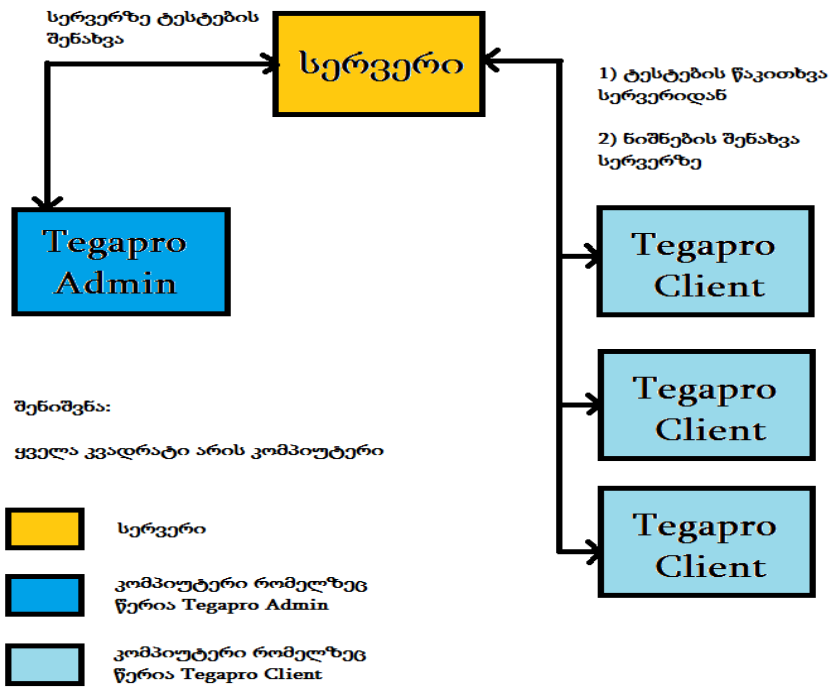 სერვერზე ტესტების
შენახვა
სერვერი
1) ტესტების წაკითხვა
სერვერიდან
2) ნიშნების შენახვა
სერვერზე
Tegapro
Admin
Tegapro
Client
Tegapro
Client
Tegapro
Client
შენიშვნა:
ყველა კვადრატი არის კომპიუტერი
სერვერი
კომპიუტერი რომელზეც
წერია Tegapro Admin
კომპიუტერი რომელზეც
წერია Tegapro Client